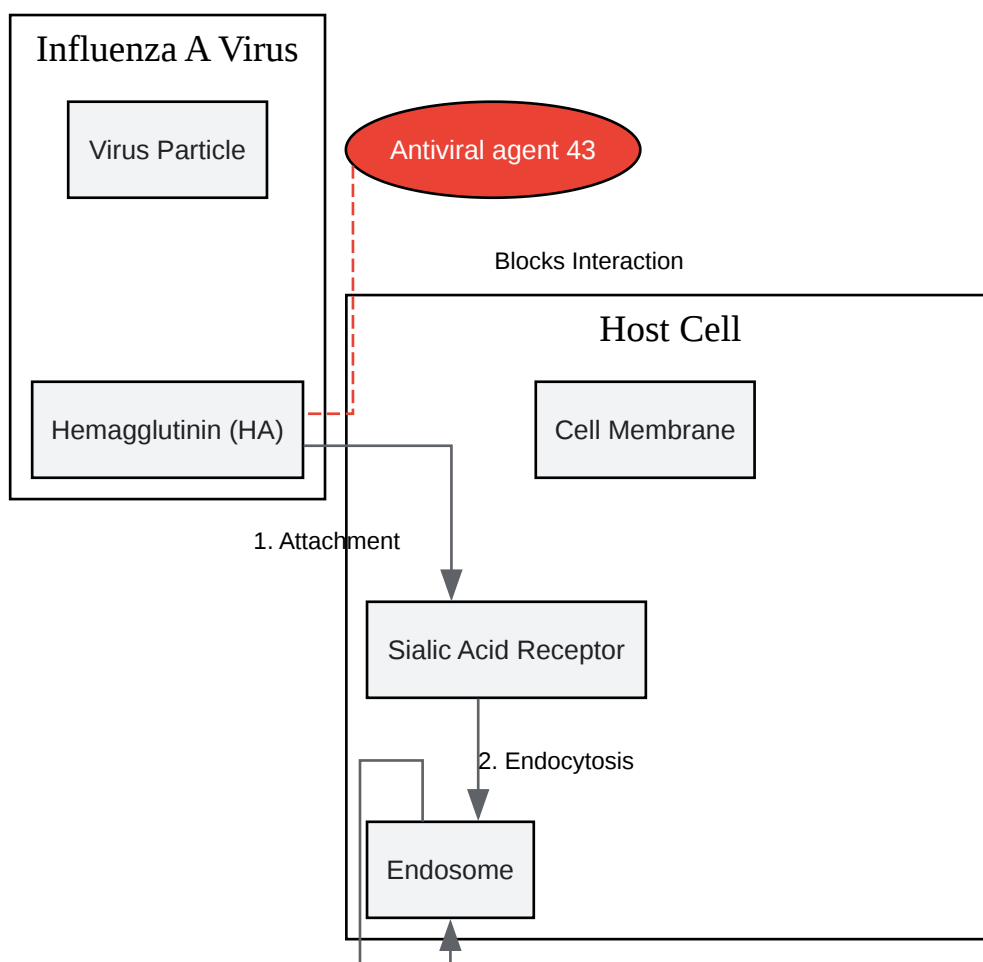 Influenza A Virus
Virus Particle
Antiviral agent 43
Blocks Interaction
Host Cell
Hemagglutinin (HA)
Cell Membrane
1. Attachment
Sialic Acid Receptor
2. Endocytosis
Endosome